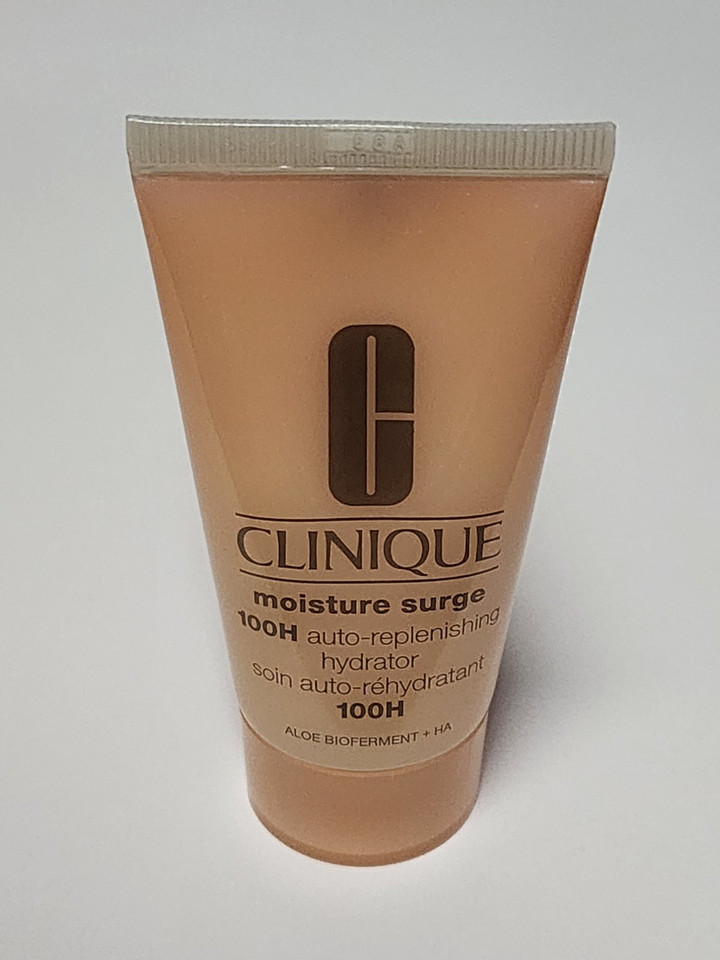 C
CLINIQUE
moisture surge
100H auto-replenishing
hydrator
soin auto-réhydratant
100H
ALOE BIOFERMENT + HA